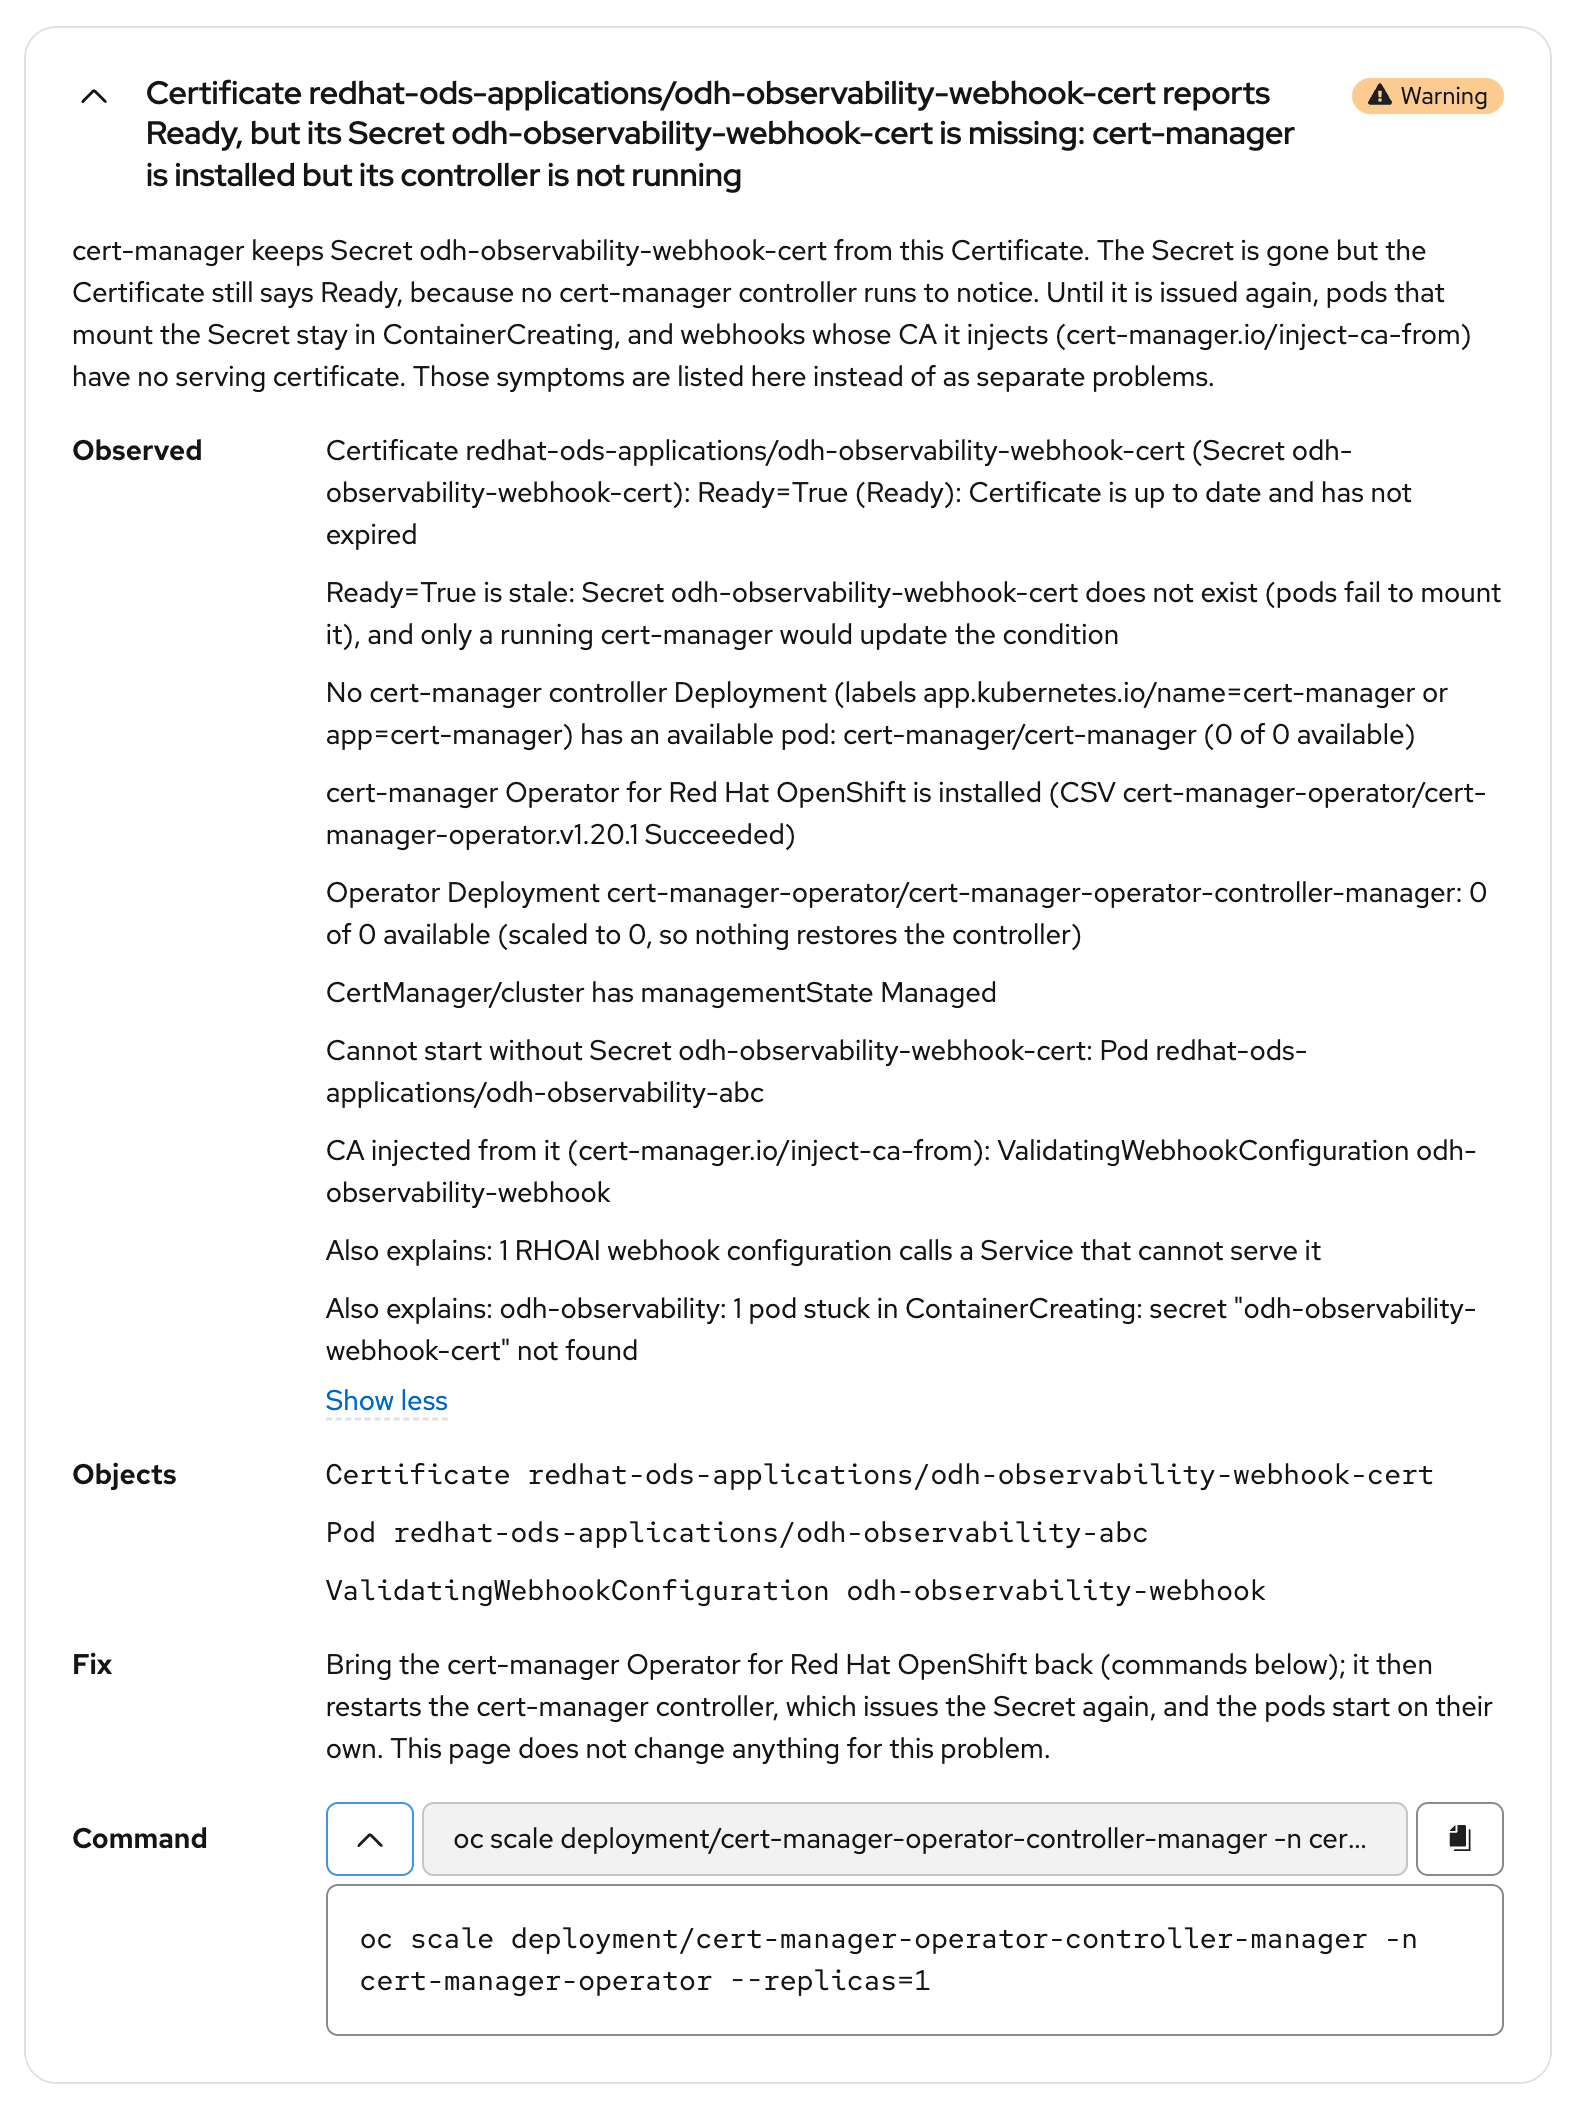 Certificate redhat-ods-applications/odh-observability-webhook-cert reports
Ready, but its Secret odh-observability-webhook-cert is missing: cert-manager
is installed but its controller is not running
Warning
cert-manager keeps Secret odh-observability-webhook-cert from this Certificate. The Secret is gone but the
Certificate still says Ready, because no cert-manager controller runs to notice. Until it is issued again, pods that
mount the Secret stay in ContainerCreating, and webhooks whose CA it injects (cert-manager.io/inject-ca-from)
have no serving certificate. Those symptoms are listed here instead of as separate problems.
Observed
Certificate redhat-ods-applications/odh-observability-webhook-cert (Secret odh-
observability-webhook-cert): Ready=True (Ready): Certificate is up to date and has not
expired
Ready=True is stale: Secret odh-observability-webhook-cert does not exist (pods fail to mount
it), and only a running cert-manager would update the condition
No cert-manager controller Deployment (labels app.kubernetes.io/name=cert-manager or
app=cert-manager) has an available pod: cert-manager/cert-manager (0 of 0 available)
cert-manager Operator for Red Hat OpenShift is installed (CSV cert-manager-operator/cert-
manager-operator.v1.20.1 Succeeded)
Operator Deployment cert-manager-operator/cert-manager-operator-controller-manager: 0
of 0 available (scaled to 0, so nothing restores the controller)
CertManager/cluster has managementState Managed
Cannot start without Secret odh-observability-webhook-cert: Pod redhat-ods-
applications/odh-observability-abc
CA injected from it (cert-manager.io/inject-ca-from): ValidatingWebhookConfiguration odh-
observability-webhook
Also explains: 1 RHOAI webhook configuration calls a Service that cannot serve it
Also explains: odh-observability: 1 pod stuck in ContainerCreating: secret "odh-observability-
webhook-cert" not found
Show less
Objects
Certificate redhat-ods-applications/odh-observability-webhook-cert
Pod redhat-ods-applications/odh-observability-abc
ValidatingWebhookConfiguration odh-observability-webhook
Fix
Bring the cert-manager Operator for Red Hat OpenShift back (commands below); it then
restarts the cert-manager controller, which issues the Secret again, and the pods start on their
own. This page does not change anything for this problem.
Command
oc scale deployment/cert-manager-operator-controller-manager -n cer...
oc scale deployment/cert-manager-operator-controller-manager -n
cert-manager-operator --replicas=1